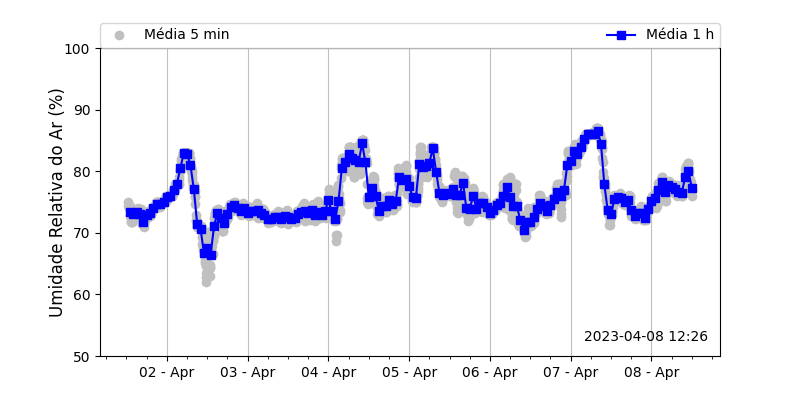 Média 5 min
Média 1 h
Umidade Relativa do Ar (%)
100
90
80
70
60
50
2023-04-08 12:26
02 - Apr
03 - Apr
04 - Apr
05 - Apr
06 - Apr
07 - Apr
08 - Apr